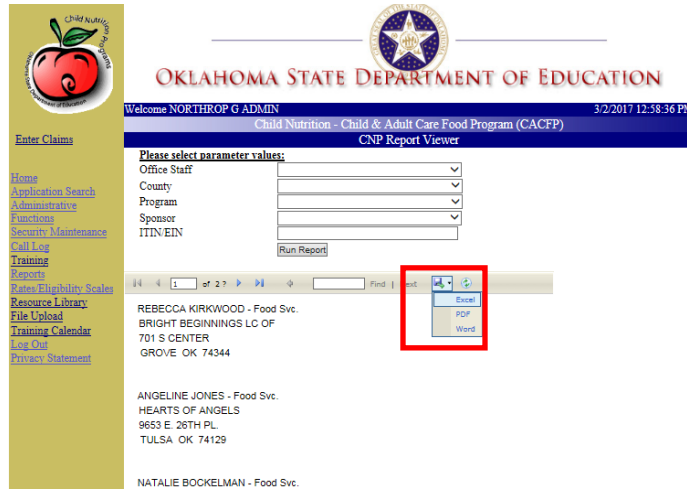 Child Nutrition Programs
Oklahoma State Department of Education
OKLAHOMA STATE DEPARTMENT OF EDUCATION
Welcome NORTHROP G ADMIN 3/2/2017 12:58:36 PM
Child Nutrition - Child & Adult Care Food Program (CACFP)
CNP Report Viewer
Enter Claims
Home
Application Search
Administrative
Functions
Security Maintenance
Call Log
Training
Reports
Rates/Eligibility Scales
Resource Library
File Upload
Training Calendar
Log Out
Privacy Statement
Please select parameter values:
Office Staff
County
Program
Sponsor
ITIN/EIN
Run Report
1 of 2 ? Find |
Excel
PDF
Word
REBECCA KIRKWOOD - Food Svc.
BRIGHT BEGINNINGS LC OF
701 S CENTER
GROVE OK 74344
ANGELINE JONES - Food Svc.
HEARTS OF ANGELS
9653 E. 26TH PL.
TULSA OK 74129
NATALIE BOCKELMAN - Food Svc.